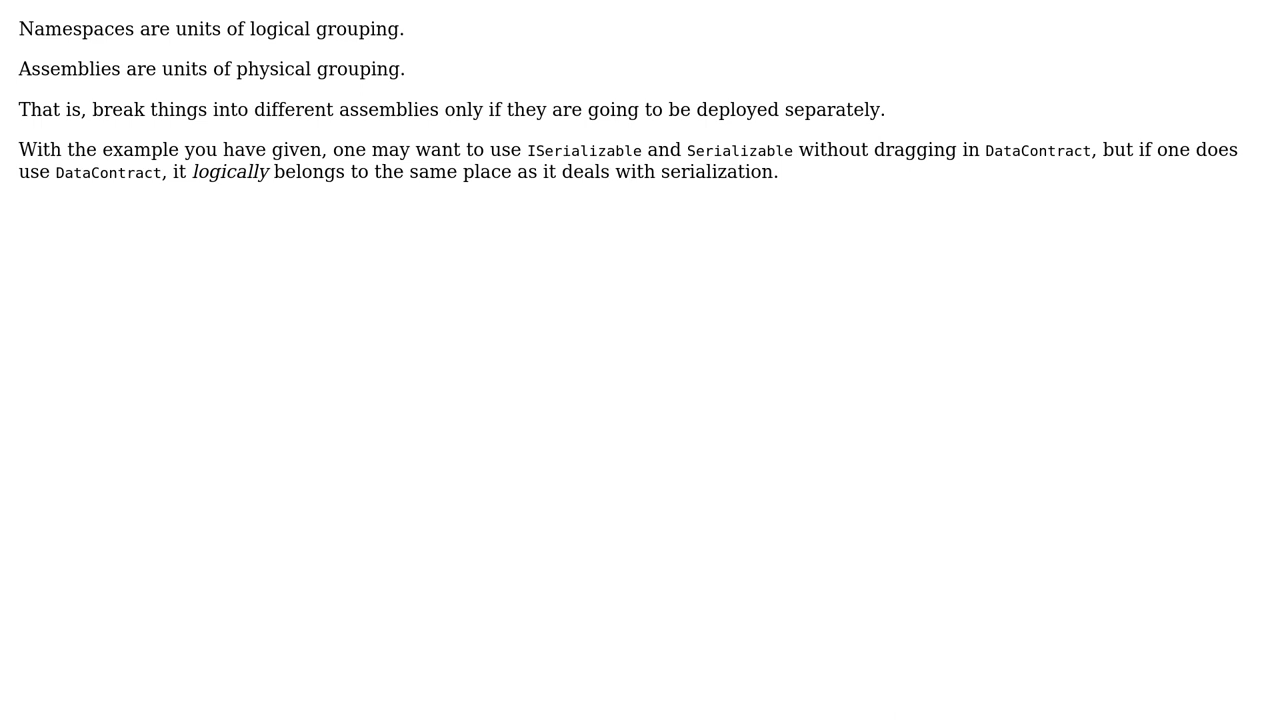 Namespaces are units of logical grouping.
Assemblies are units of physical grouping.
That is, break things into different assemblies only if they are going to be deployed separately.
With the example you have given, one may want to use ISerializable and Serializable without dragging in DataContract, but if one does
use DataContract, it logically belongs to the same place as it deals with serialization.